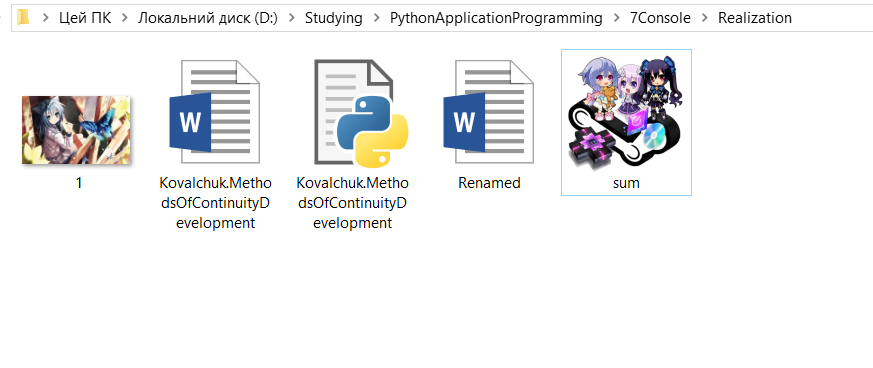 Цей ПК > Локальний диск (D:) > Studying > PythonApplicationProgramming > 7Console > Realization
W
W
1
Kovalchuk.Metho
dsOfContinuityD
evelopment
Kovalchuk.Metho
dsOfContinuityD
evelopment
Renamed
sum